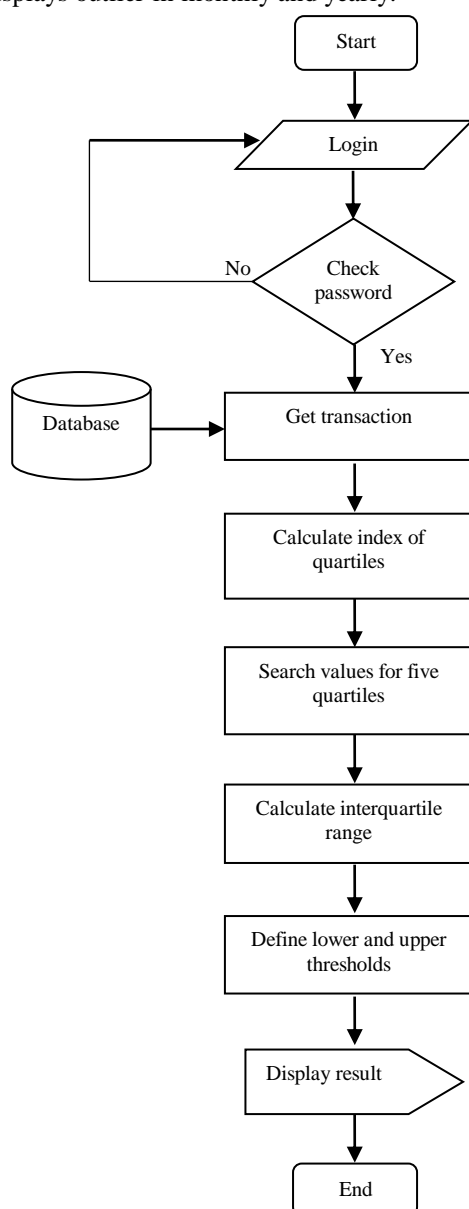 outlier in monthly and yearly.
Start
Login
No
Check
password
Yes
Database
Get transaction
Calculate index of
quartiles
Search values for five
quartiles
Calculate interquartile
range
Define lower and upper
thresholds
Display result
End